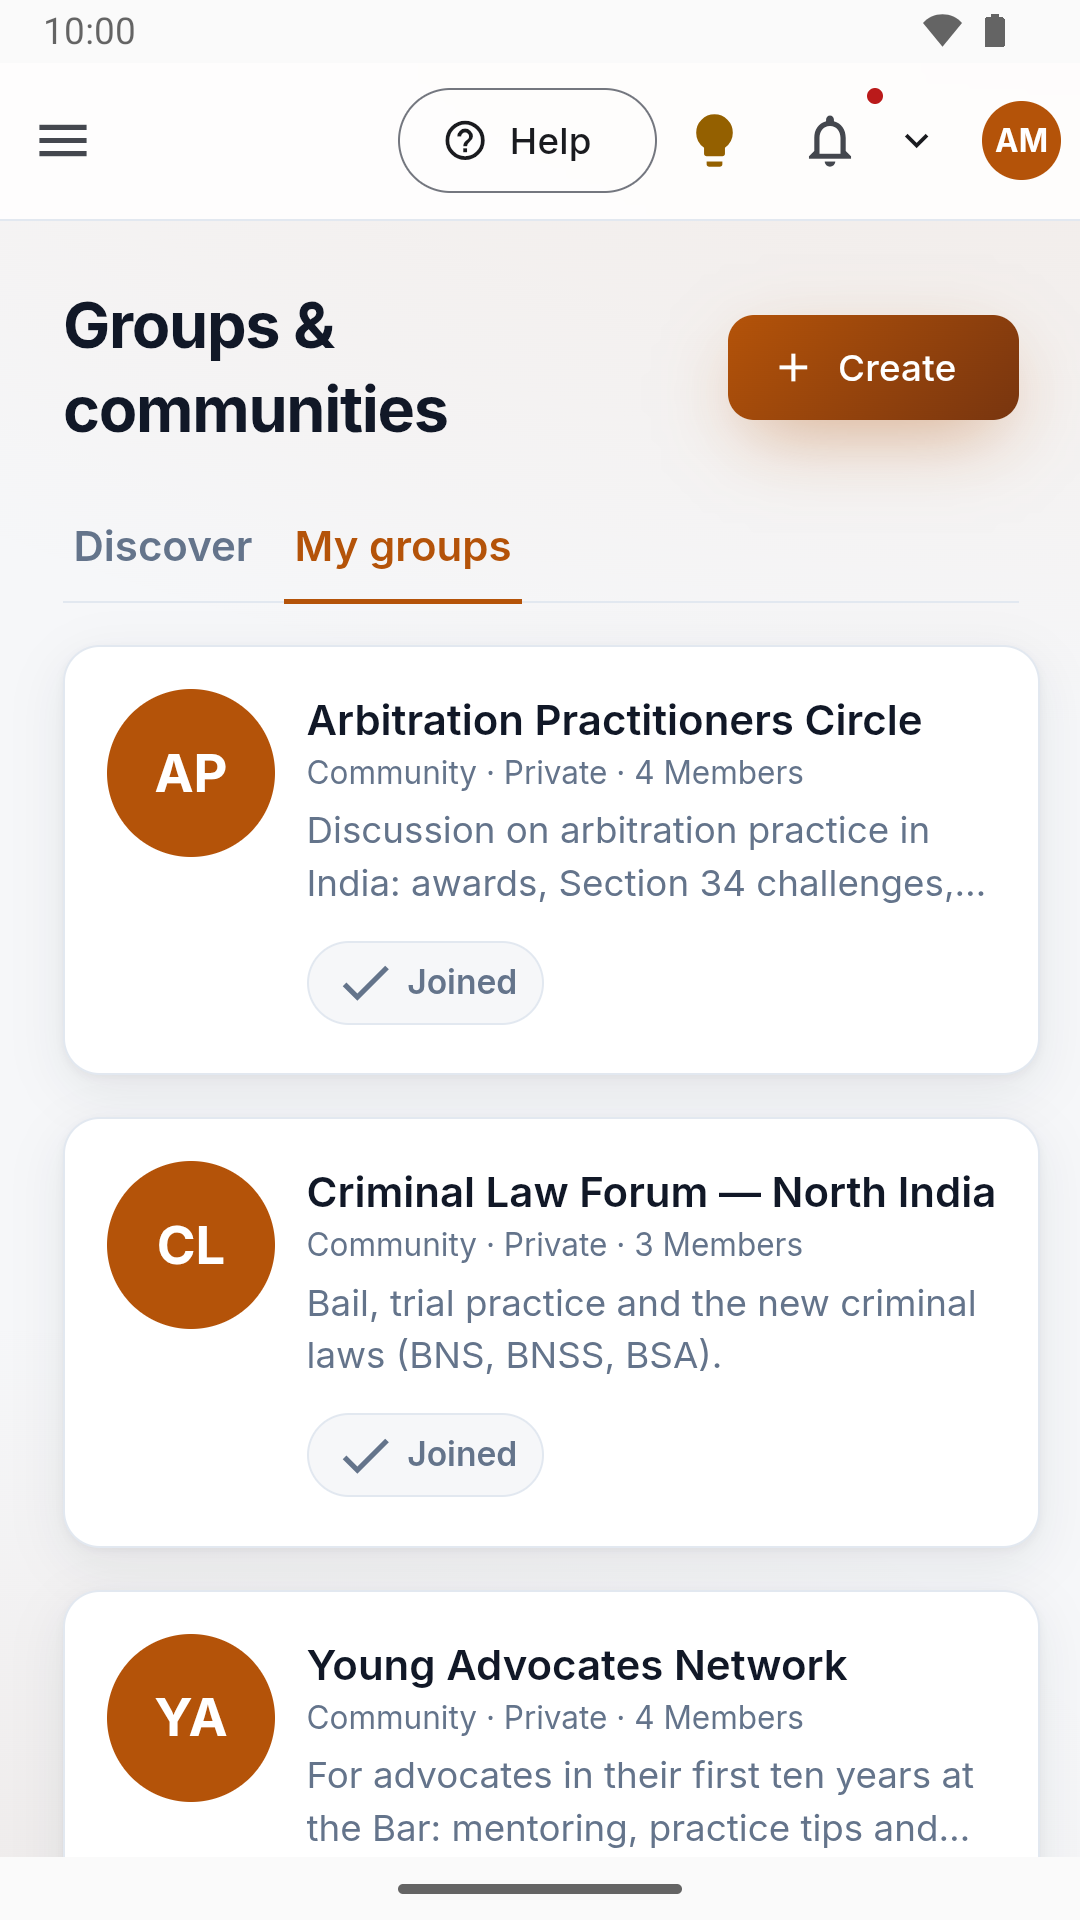 10:00
Help
AM
Groups &
communities
Create
Discover
My groups
AP
Arbitration Practitioners Circle
Community · Private · 4 Members
Discussion on arbitration practice in
India: awards, Section 34 challenges,...
Joined
CL
Criminal Law Forum — North India
Community · Private · 3 Members
Bail, trial practice and the new criminal
laws (BNS, BNSS, BSA).
Joined
YA
Young Advocates Network
Community · Private · 4 Members
For advocates in their first ten years at
the Bar: mentoring, practice tips and...